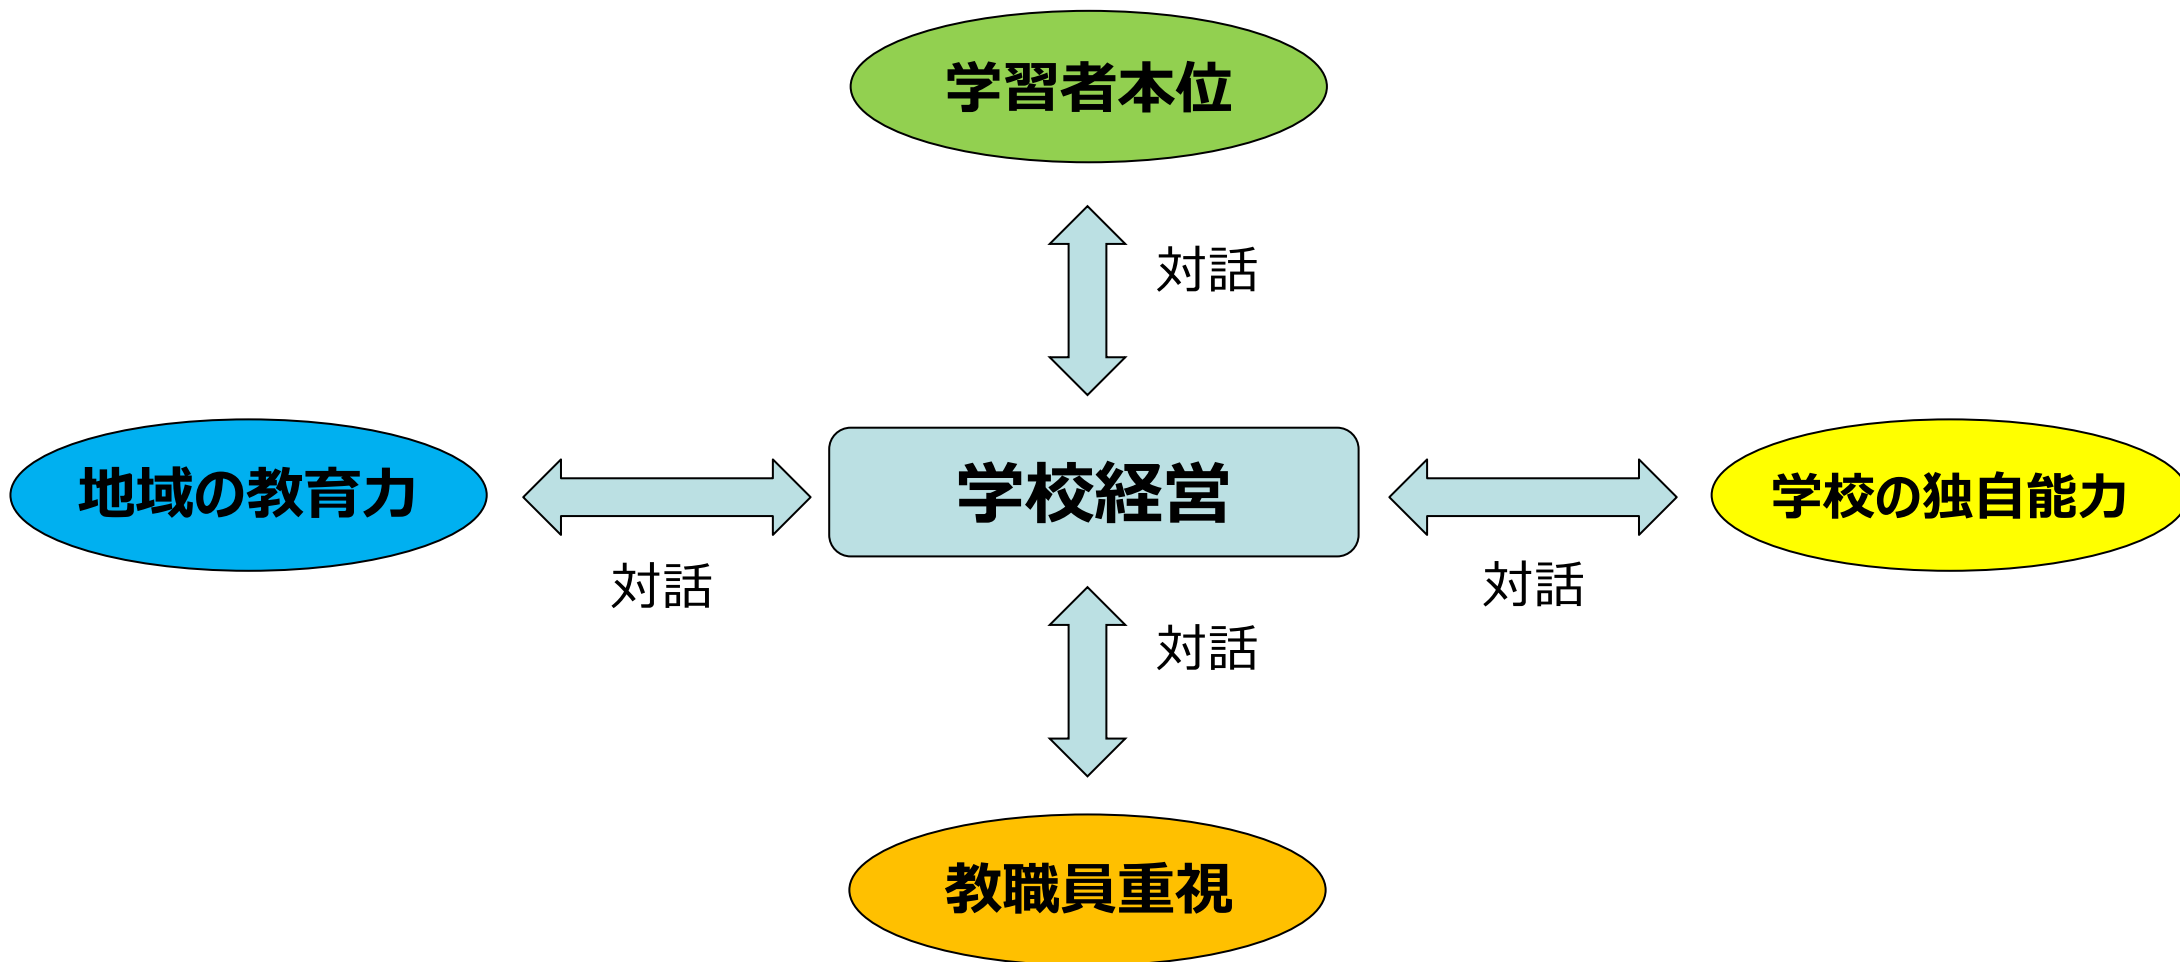 学習者本位
対話
地域の教育力
学校経営
学校の独自能力
対話
対話
対話
教職員重視